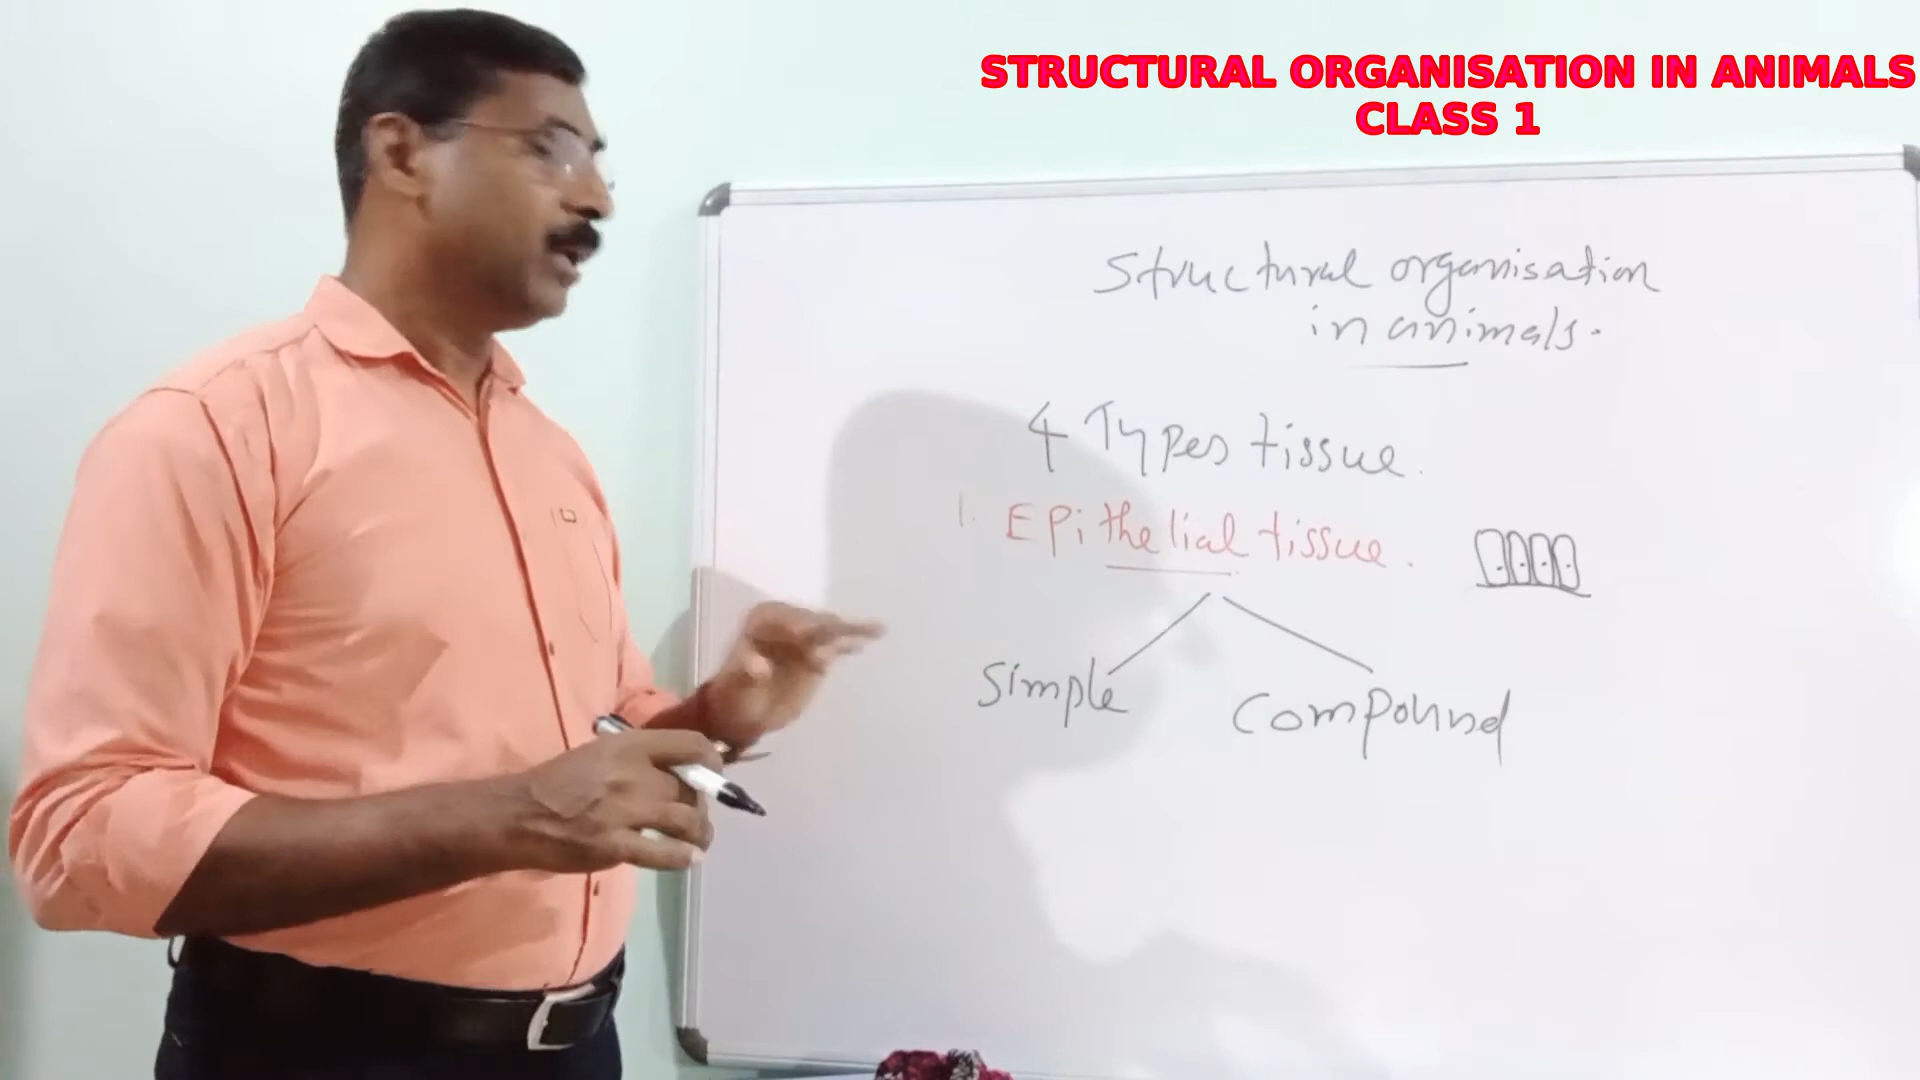 STRUCTURAL ORGANISATION IN ANIMALS
CLASS 1
Structural organisation
in animals.
4 Types tissue.
1. Epithelial tissue.
Simple
Compound